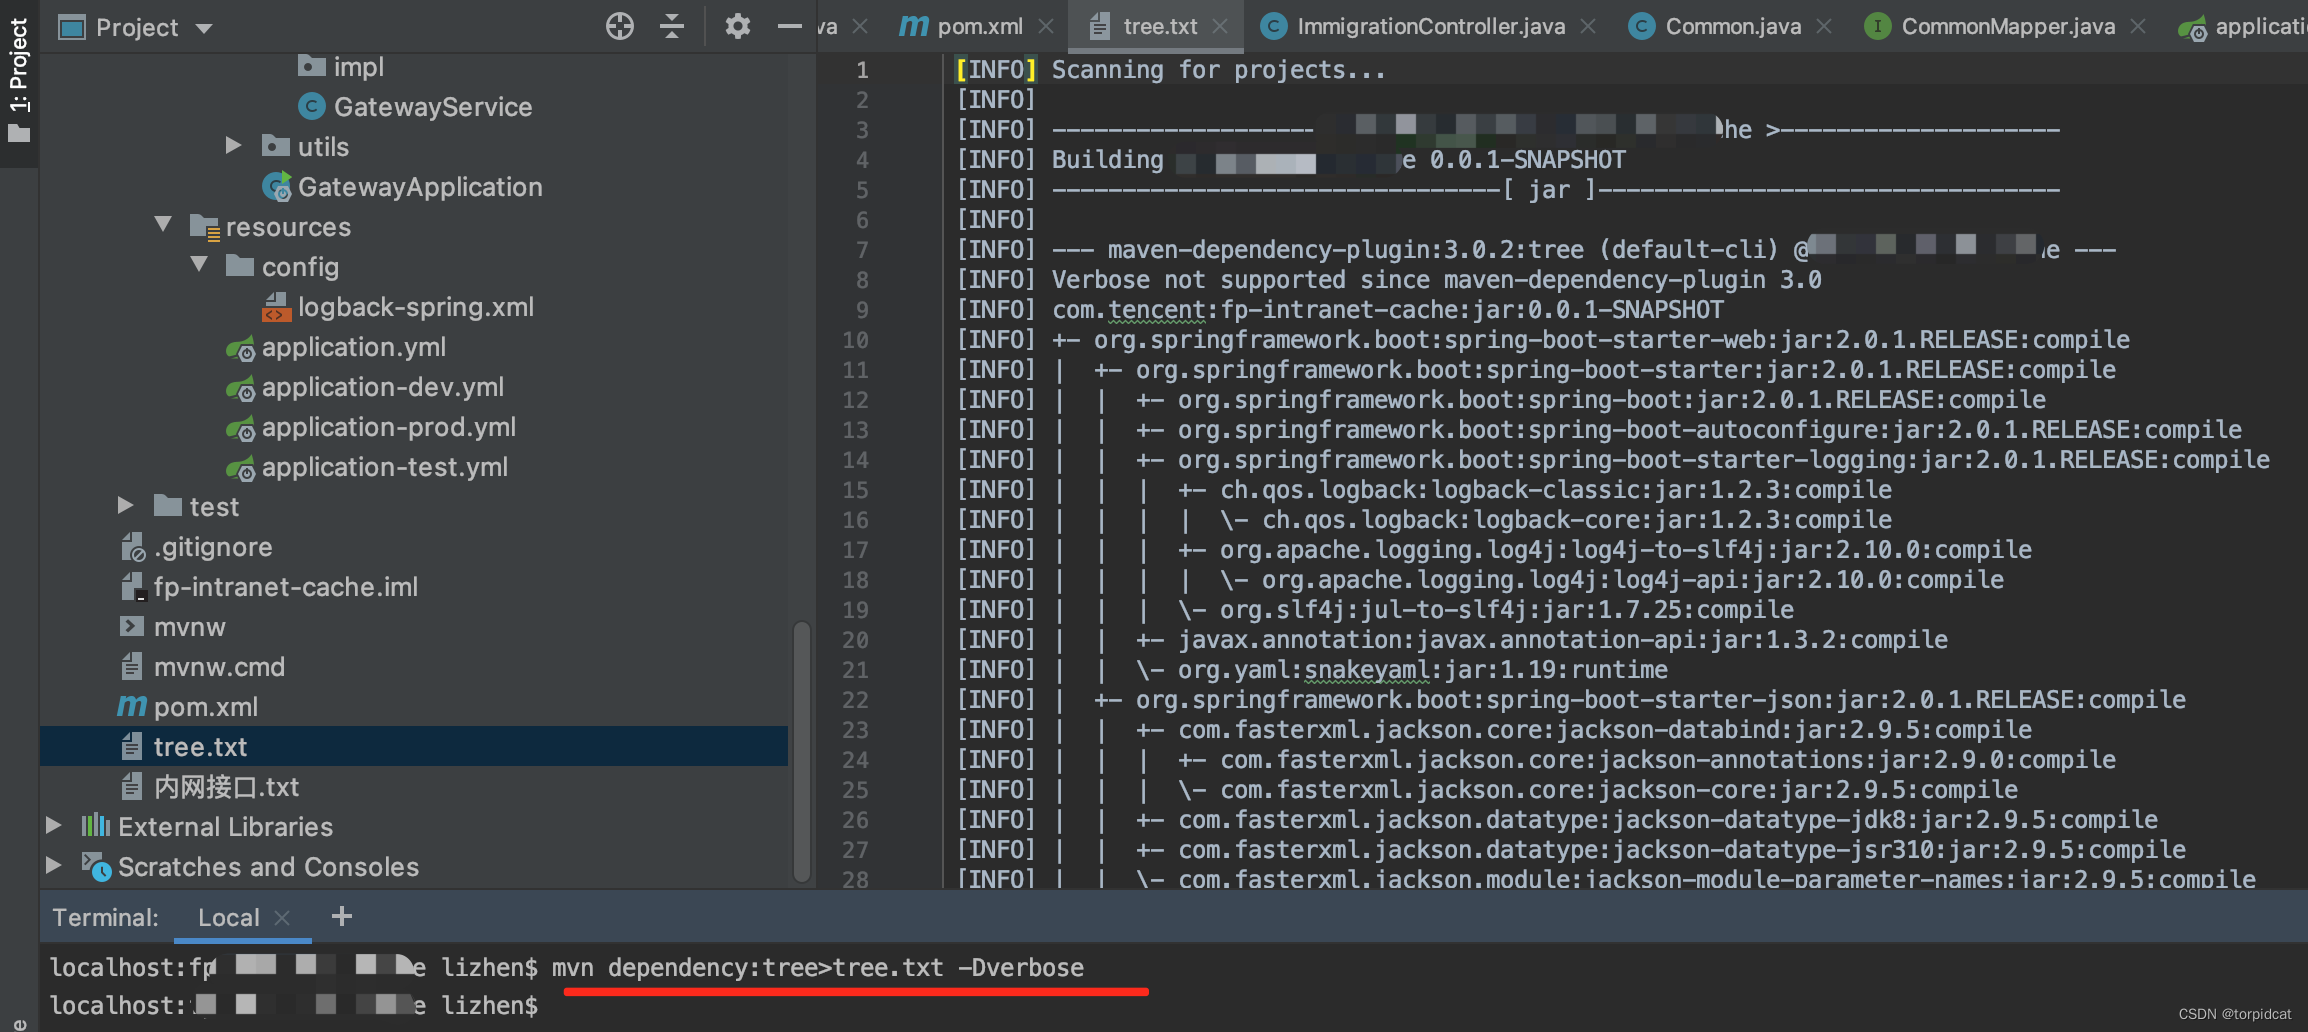 1: Project
Project
impl
GatewayService
utils
GatewayApplication
resources
config
logback-spring.xml
application.yml
application-dev.yml
application-prod.yml
application-test.yml
test
.gitignore
fp-intranet-cache.iml
mvnw
mvnw.cmd
pom.xml
tree.txt
内网接口.txt
External Libraries
Scratches and Consoles
va pom.xml tree.txt ImmigrationController.java Common.java CommonMapper.java applicati
1 [INFO] Scanning for projects...
2 [INFO]
3 [INFO] ------------------- he >--------------------
4 [INFO] Building e 0.0.1-SNAPSHOT
5 [INFO] --------------------------------[ jar ]---------------------------------
6 [INFO]
7 [INFO] --- maven-dependency-plugin:3.0.2:tree (default-cli) @ e ---
8 [INFO] Verbose not supported since maven-dependency-plugin 3.0
9 [INFO] com.tencent:fp-intranet-cache:jar:0.0.1-SNAPSHOT
10 [INFO] +- org.springframework.boot:spring-boot-starter-web:jar:2.0.1.RELEASE:compile
11 [INFO] |  +- org.springframework.boot:spring-boot-starter:jar:2.0.1.RELEASE:compile
12 [INFO] |  |  +- org.springframework.boot:spring-boot:jar:2.0.1.RELEASE:compile
13 [INFO] |  |  +- org.springframework.boot:spring-boot-autoconfigure:jar:2.0.1.RELEASE:compile
14 [INFO] |  |  +- org.springframework.boot:spring-boot-starter-logging:jar:2.0.1.RELEASE:compile
15 [INFO] |  |  |  +- ch.qos.logback:logback-classic:jar:1.2.3:compile
16 [INFO] |  |  |  |  \- ch.qos.logback:logback-core:jar:1.2.3:compile
17 [INFO] |  |  |  +- org.apache.logging.log4j:log4j-to-slf4j:jar:2.10.0:compile
18 [INFO] |  |  |  |  \- org.apache.logging.log4j:log4j-api:jar:2.10.0:compile
19 [INFO] |  |  |  \- org.slf4j:jul-to-slf4j:jar:1.7.25:compile
20 [INFO] |  |  +- javax.annotation:javax.annotation-api:jar:1.3.2:compile
21 [INFO] |  |  \- org.yaml:snakeyaml:jar:1.19:runtime
22 [INFO] |  +- org.springframework.boot:spring-boot-starter-json:jar:2.0.1.RELEASE:compile
23 [INFO] |  |  +- com.fasterxml.jackson.core:jackson-databind:jar:2.9.5:compile
24 [INFO] |  |  |  +- com.fasterxml.jackson.core:jackson-annotations:jar:2.9.0:compile
25 [INFO] |  |  |  \- com.fasterxml.jackson.core:jackson-core:jar:2.9.5:compile
26 [INFO] |  |  +- com.fasterxml.jackson.datatype:jackson-datatype-jdk8:jar:2.9.5:compile
27 [INFO] |  |  +- com.fasterxml.jackson.datatype:jackson-datatype-jsr310:jar:2.9.5:compile
28 [INFO] |  |  \- com.fasterxml.jackson.module:jackson-module-parameter-names:jar:2.9.5:compile
Terminal: Local +
localhost:fp e lizhen$ mvn dependency:tree>tree.txt -Dverbose
localhost: e lizhen$
CSDN @torpidcat